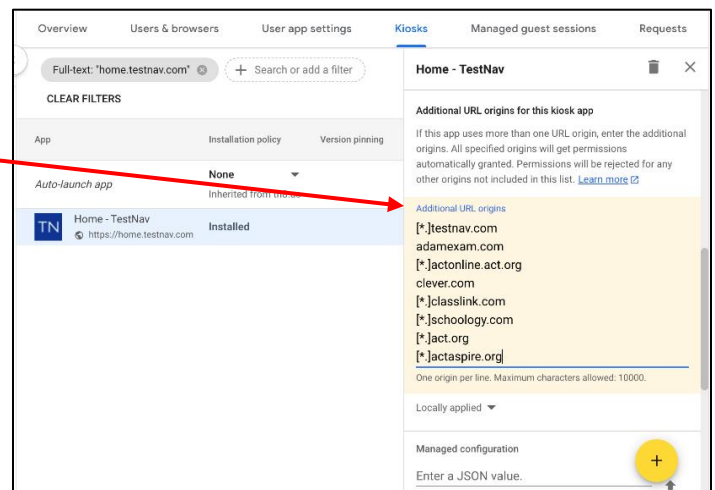 Overview Users & browsers User app settings Kiosks Managed guest sessions Requests
Full-text: "home.testnav.com" + Search or add a filter
CLEAR FILTERS
App Installation policy Version pinning
Auto-launch app None
Inherited from
TN Home - TestNav Installed
https://home.testnav.com
Home - TestNav
Additional URL origins for this kiosk app
If this app uses more than one URL origin, enter the additional
origins. All specified origins will get permissions
automatically granted. Permissions will be rejected for any
other origins not included in this list. Learn more
Additional URL origins
[*.]testnav.com
adamexam.com
[*.]actonline.act.org
clever.com
[*.]classlink.com
[*.]schoology.com
[*.]act.org
[*.]actaspire.org
One origin per line. Maximum characters allowed: 10000.
Locally applied
Managed configuration
Enter a JSON value.